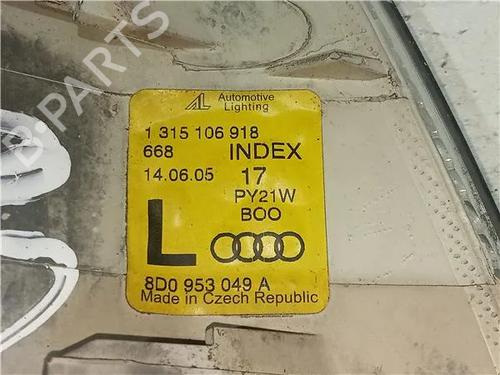 B-PARTS
AL Automotive
Lighting
1 315 106 918
668 INDEX
14.06.05 17
PY21W
BOO
L
8D0 953 049 A
Made in Czech Republic